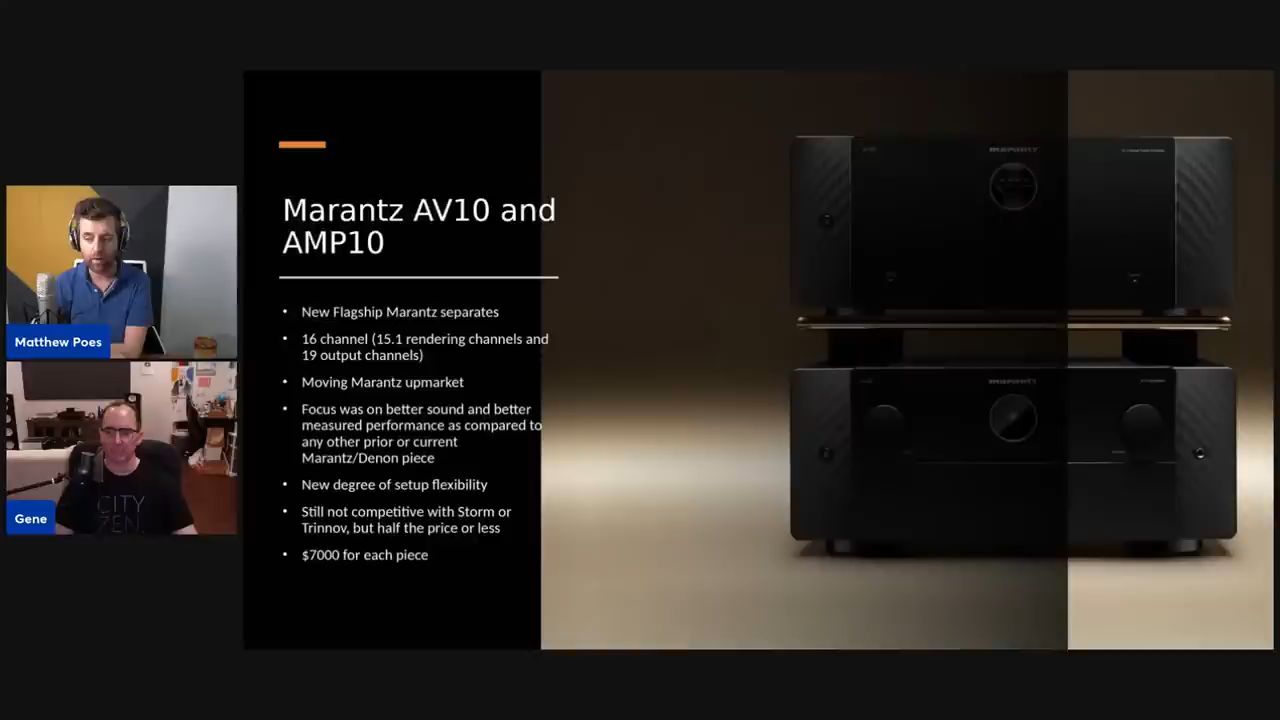 Marantz AV10 and
AMP10
• New Flagship Marantz separates
• 16 channel (15.1 rendering channels and
19 output channels)
• Moving Marantz upmarket
• Focus was on better sound and better
measured performance as compared to
any other prior or current
Marantz/Denon piece
• New degree of setup flexibility
• Still not competitive with Storm or
Trinnov, but half the price or less
• $7000 for each piece
Matthew Poes
Gene
CITY
ZEN.
marantz
marantz